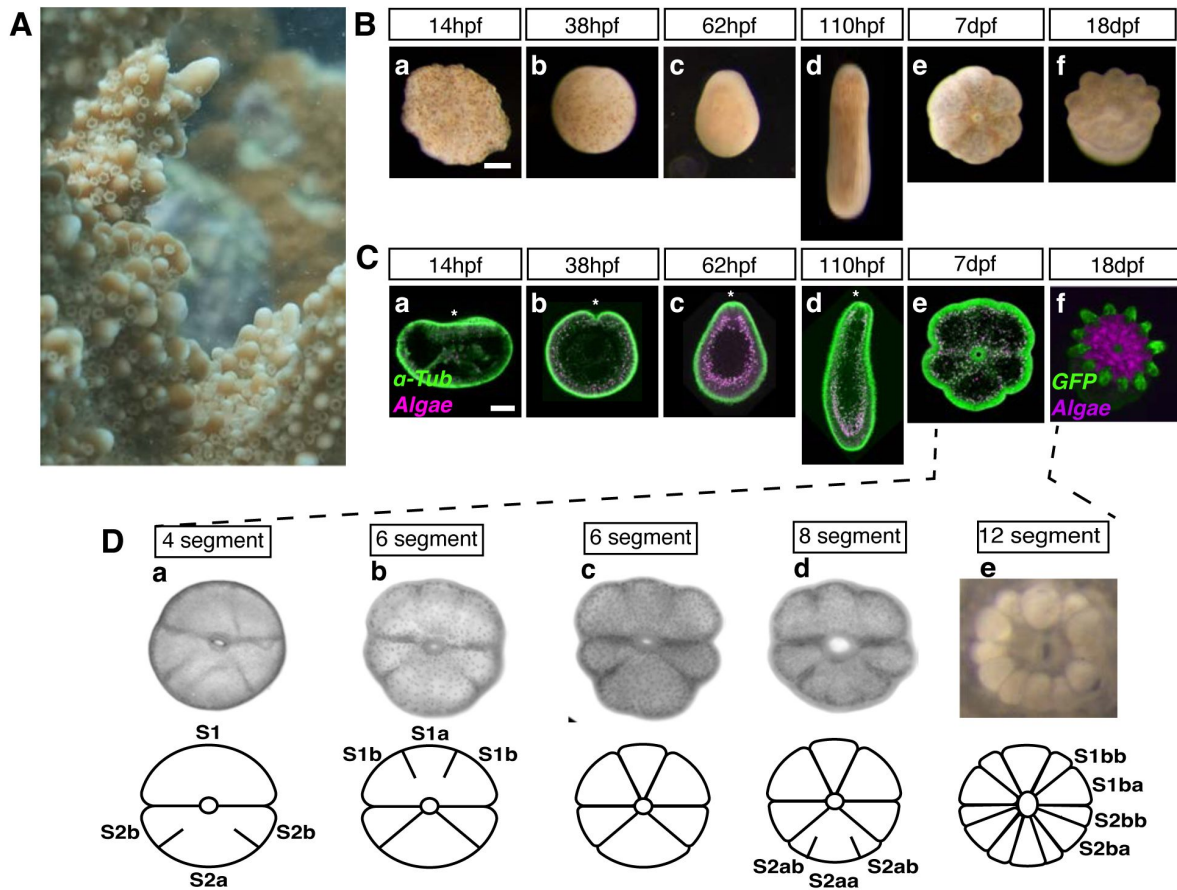 A
B
14hpf 38hpf 62hpf 110hpf 7dpf 18dpf
a b c d e f
C
14hpf 38hpf 62hpf 110hpf 7dpf 18dpf
a b c d e f
* * * *
α-Tub
Algae
GFP
Algae
D
4 segment 6 segment 6 segment 8 segment 12 segment
a b c d e
S1
S2b S2b
S2a
S1a
S1b S1b
S2ab S2ab
S2aa
S1bb
S1ba
S2bb
S2ba